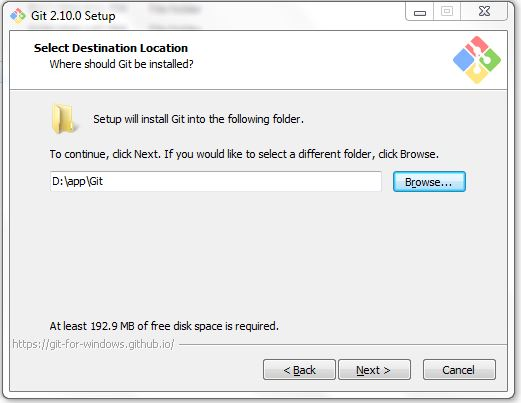 Git 2.10.0 Setup
Select Destination Location
Where should Git be installed?
Setup will install Git into the following folder.
To continue, click Next. If you would like to select a different folder, click Browse.
D:\app\Git
Browse...
At least 192.9 MB of free disk space is required.
https://git-for-windows.github.io/
< Back
Next >
Cancel